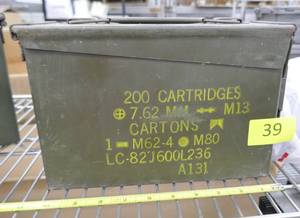 200 CARTRIDGES
7.62 MM M13
CARTONS
1-M62-4 M80
LC-82J600L236
A131
39